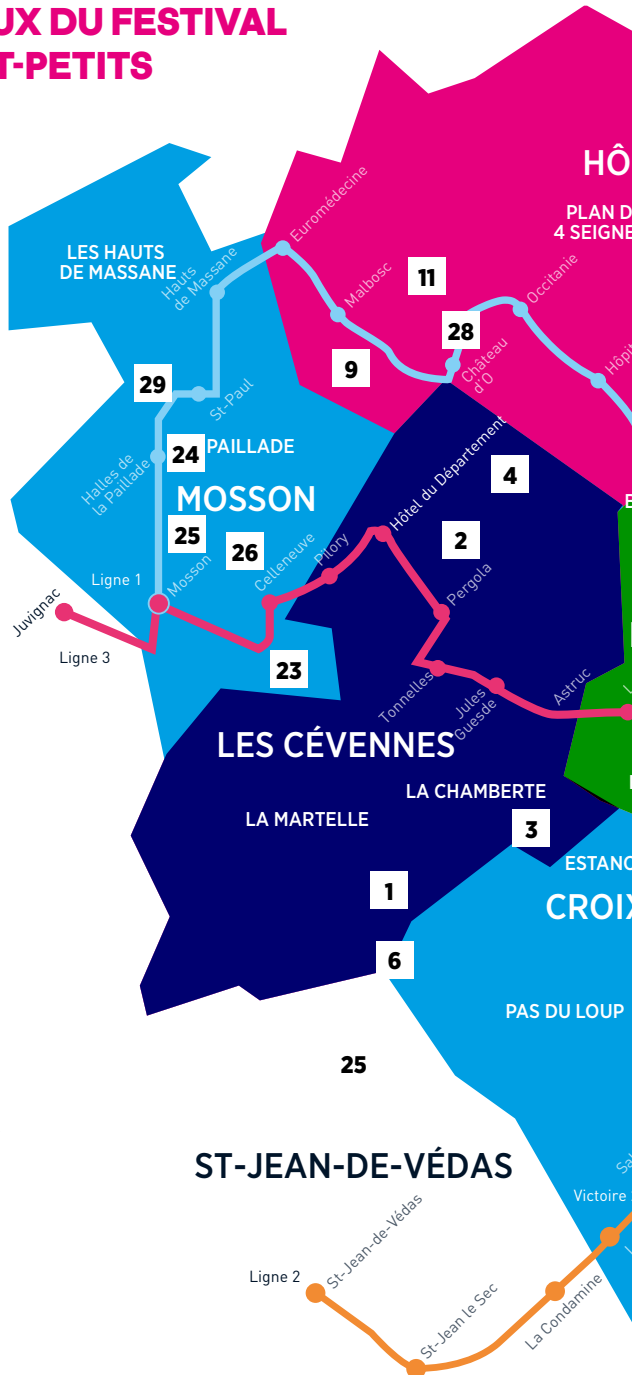 UX DU FESTIVAL
T-PETITS
HÔ
PLAN D
4 SEIGNE
Euromédecine
LES HAUTS
DE MASSANE
Hauts
de Massane
11
Malbosc
Occitanie
28
Château
d'O
Hôpit
9
29
St-Paul
Hôtel du Département
24
PAILLADE
Halles de
la Paillade
4
MOSSON
25
26
2
Celleneuve
Pilory
Ligne 1
Mosson
Juvignac
Pergola
Ligne 3
23
Tonnelles
Jules
Guesde
Astruc
LES CÉVENNES
LA CHAMBERTE
LA MARTELLE
3
ESTANO
1
CROIX
6
PAS DU LOUP
25
ST-JEAN-DE-VÉDAS
Sab
Victoire
St-Jean-de-Védas
Ligne 2
St-Jean le Sec
La Condamine